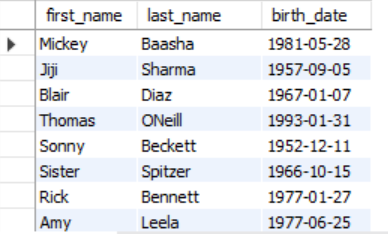 first_name last_name birth_date
Mickey Baasha 1981-05-28
Jiji Sharma 1957-09-05
Blair Diaz 1967-01-07
Thomas ONeill 1993-01-31
Sonny Beckett 1952-12-11
Sister Spitzer 1966-10-15
Rick Bennett 1977-01-27
Amy Leela 1977-06-25